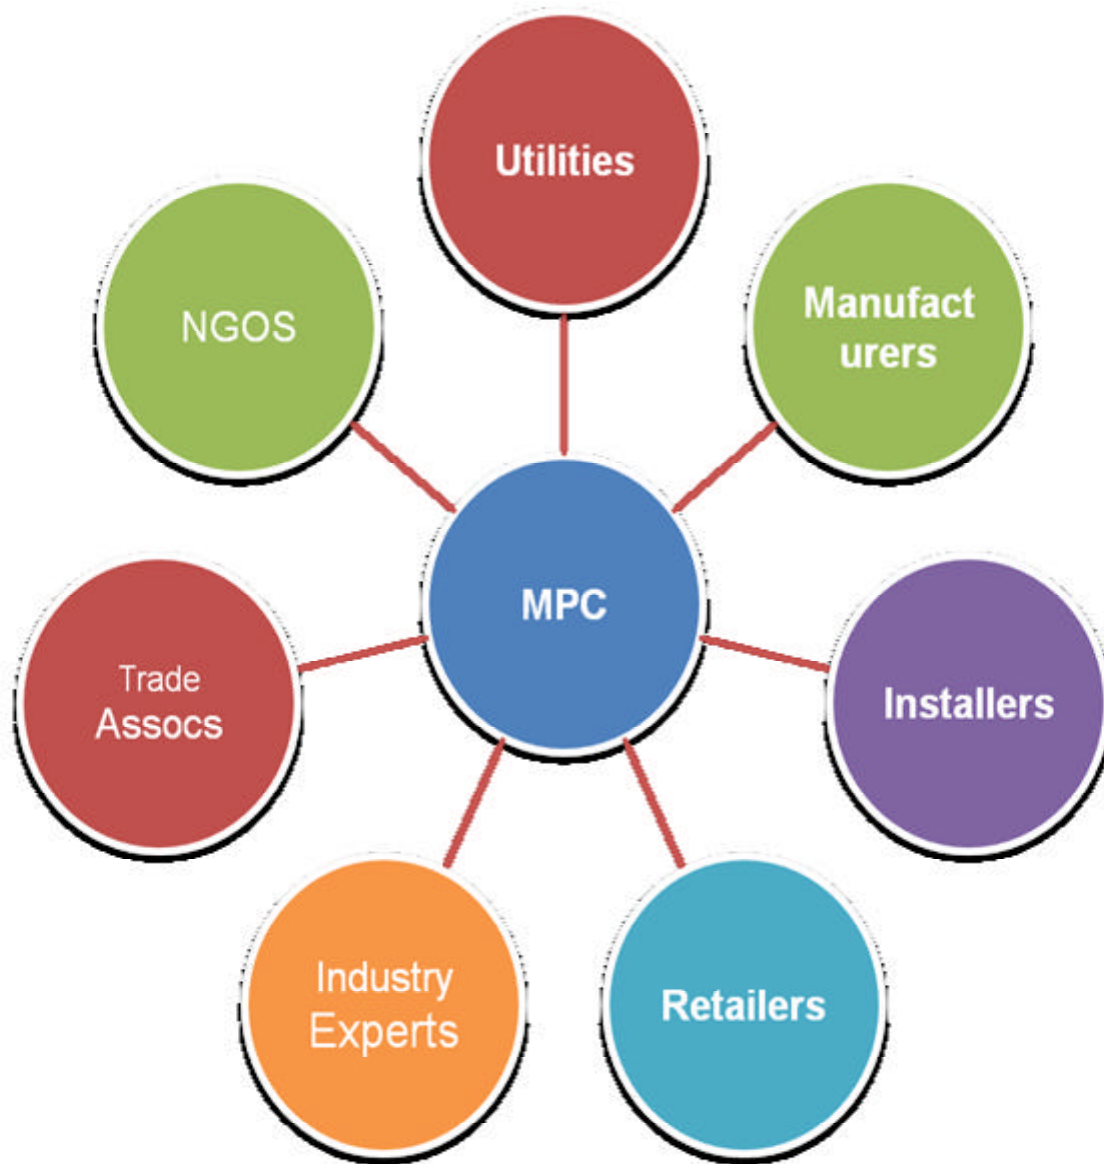 Utilities
NGOS
Manufact
urers
MPC
Trade
Assocs
Installers
Industry
Experts
Retailers